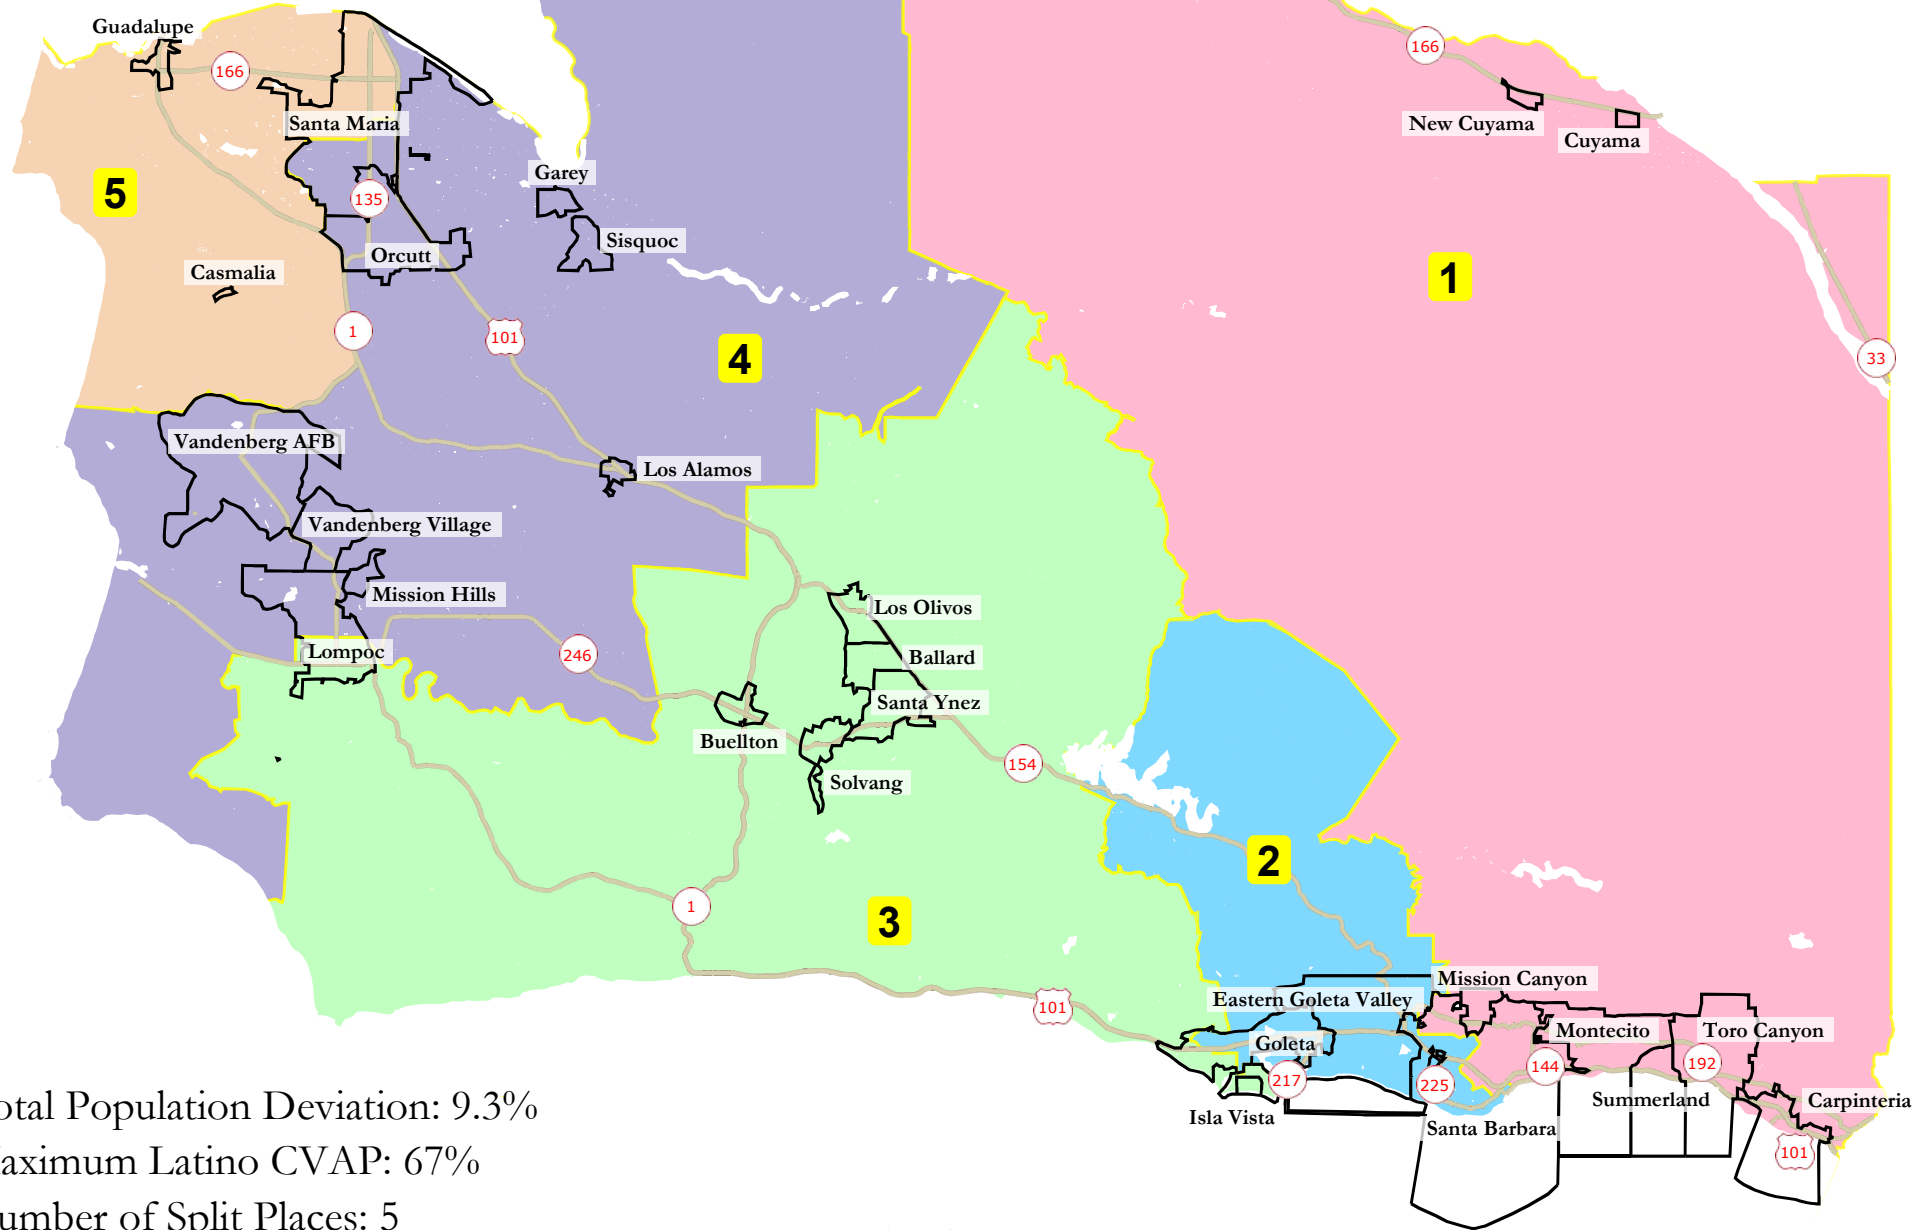 Guadalupe
166
166
Santa Maria
New Cuyama
Cuyama
Garey
5
135
Sisquoc
Orcutt
Casmalia
1
1
101
4
33
Vandenberg AFB
Los Alamos
Vandenberg Village
Mission Hills
Los Olivos
Lompoc
246
Ballard
Santa Ynez
Buellton
154
Solvang
2
1
3
Mission Canyon
Eastern Goleta Valley
101
Goleta
Montecito
Toro Canyon
217
225
144
192
Isla Vista
Summerland
Carpinteria
Santa Barbara
101
otal Population Deviation: 9.3%
aximum Latino CVAP: 67%
umber of Split Places: 5